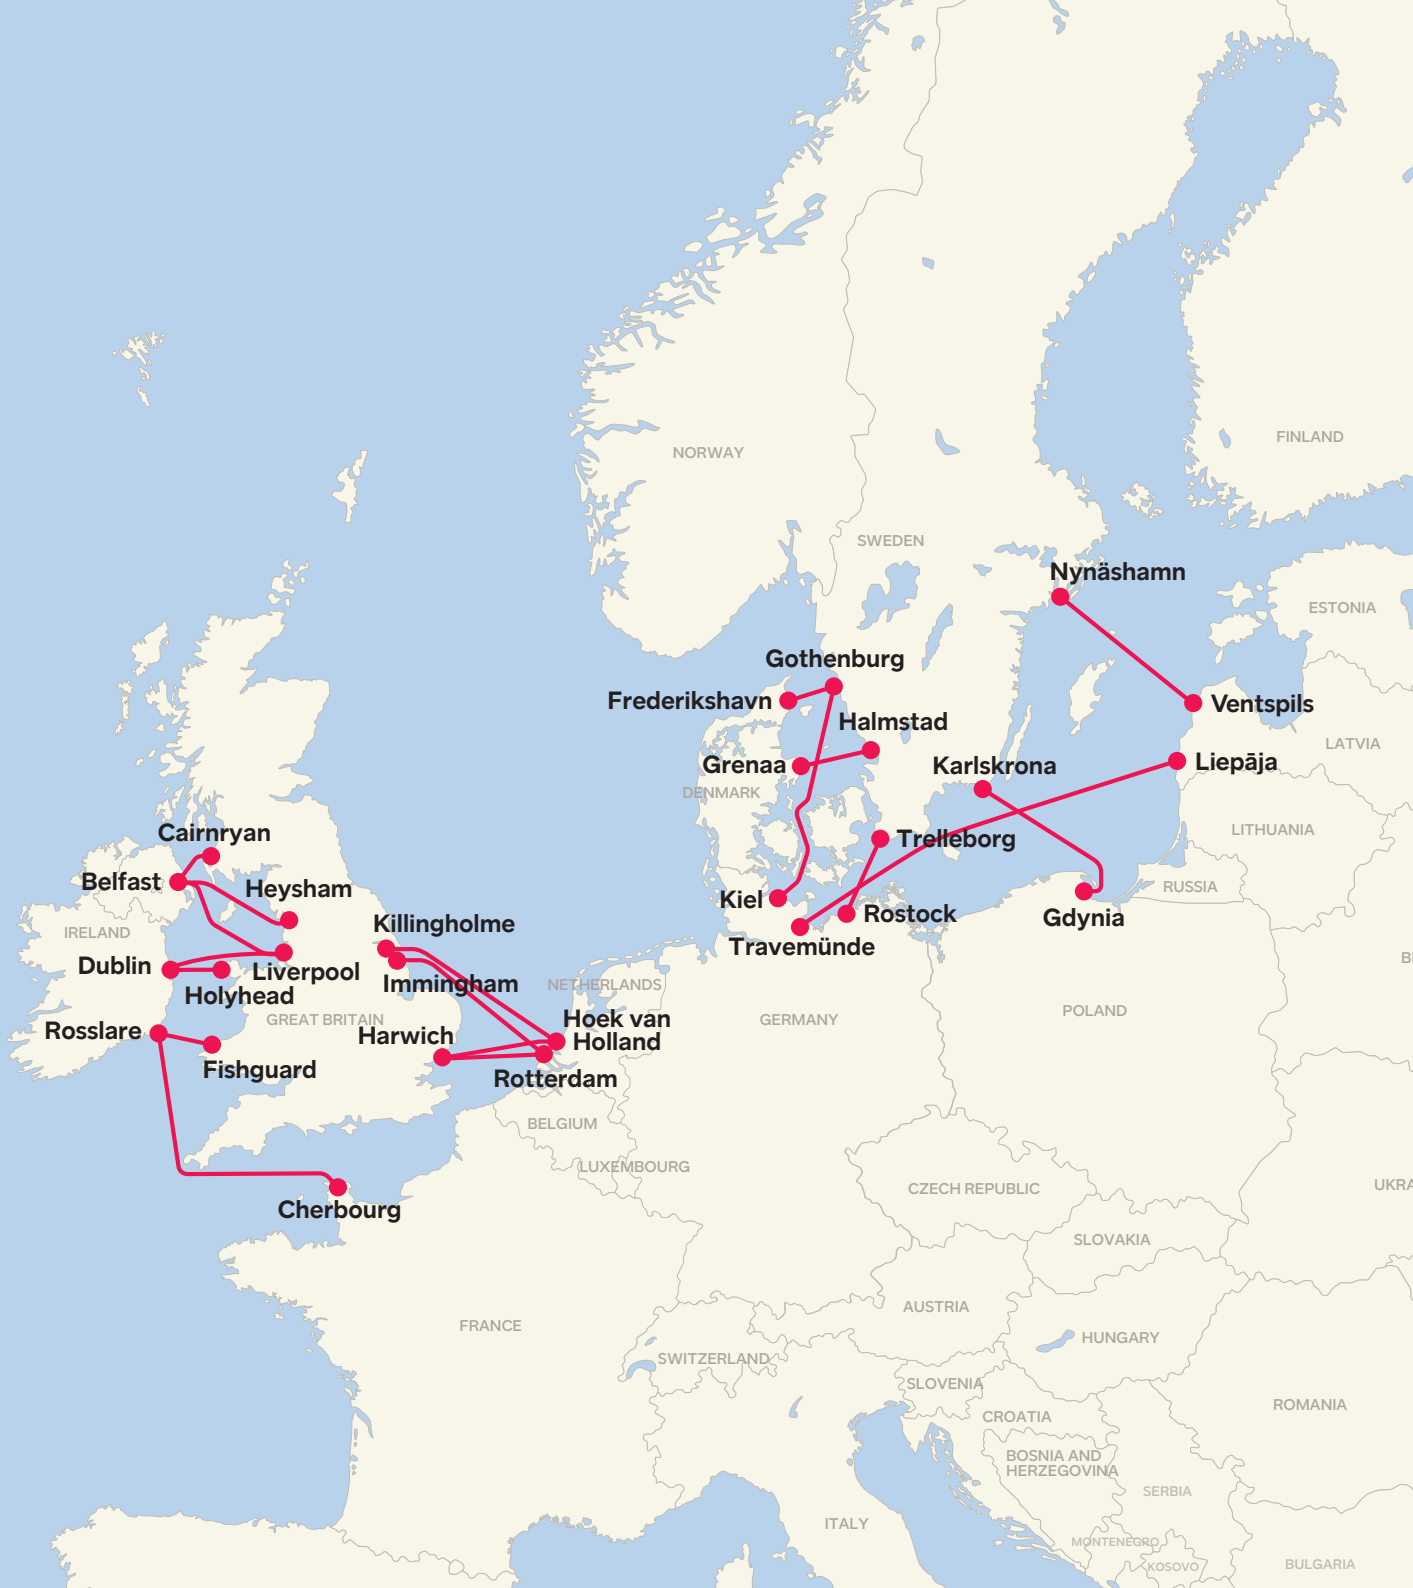 NORWAY
FINLAND
SWEDEN
Nynäshamn
ESTONIA
Gothenburg
Frederikshavn
Ventspils
Halmstad
LATVIA
Grenaa
Karlskrona
Liepāja
DENMARK
Cairnryan
LITHUANIA
Trelleborg
Belfast
Heysham
RUSSIA
Kiel
Rostock
Gdynia
Killingholme
IRELAND
Travemünde
BE
Dublin
Liverpool
Immingham
NETHERLANDS
Holyhead
POLAND
GREAT BRITAIN
Hoek van
Holland
GERMANY
Rosslare
Harwich
Fishguard
Rotterdam
BELGIUM
LUXEMBOURG
UKRA
CZECH REPUBLIC
Cherbourg
SLOVAKIA
AUSTRIA
FRANCE
HUNGARY
SWITZERLAND
SLOVENIA
ROMANIA
CROATIA
BOSNIA AND
HERZEGOVINA
SERBIA
ITALY
MONTENEGRO
KOSOVO
BULGARIA